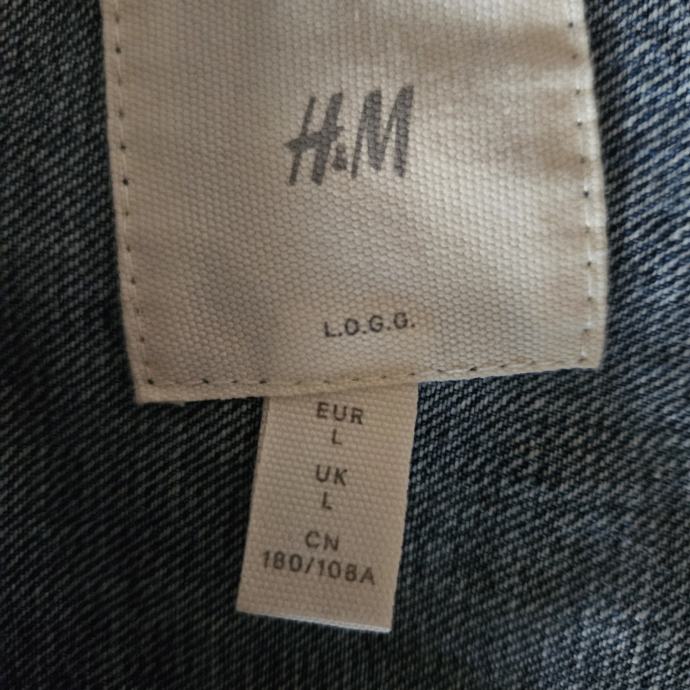 H&M
L.O.G.G.
EUR
L
UK
L
CN
180/108A